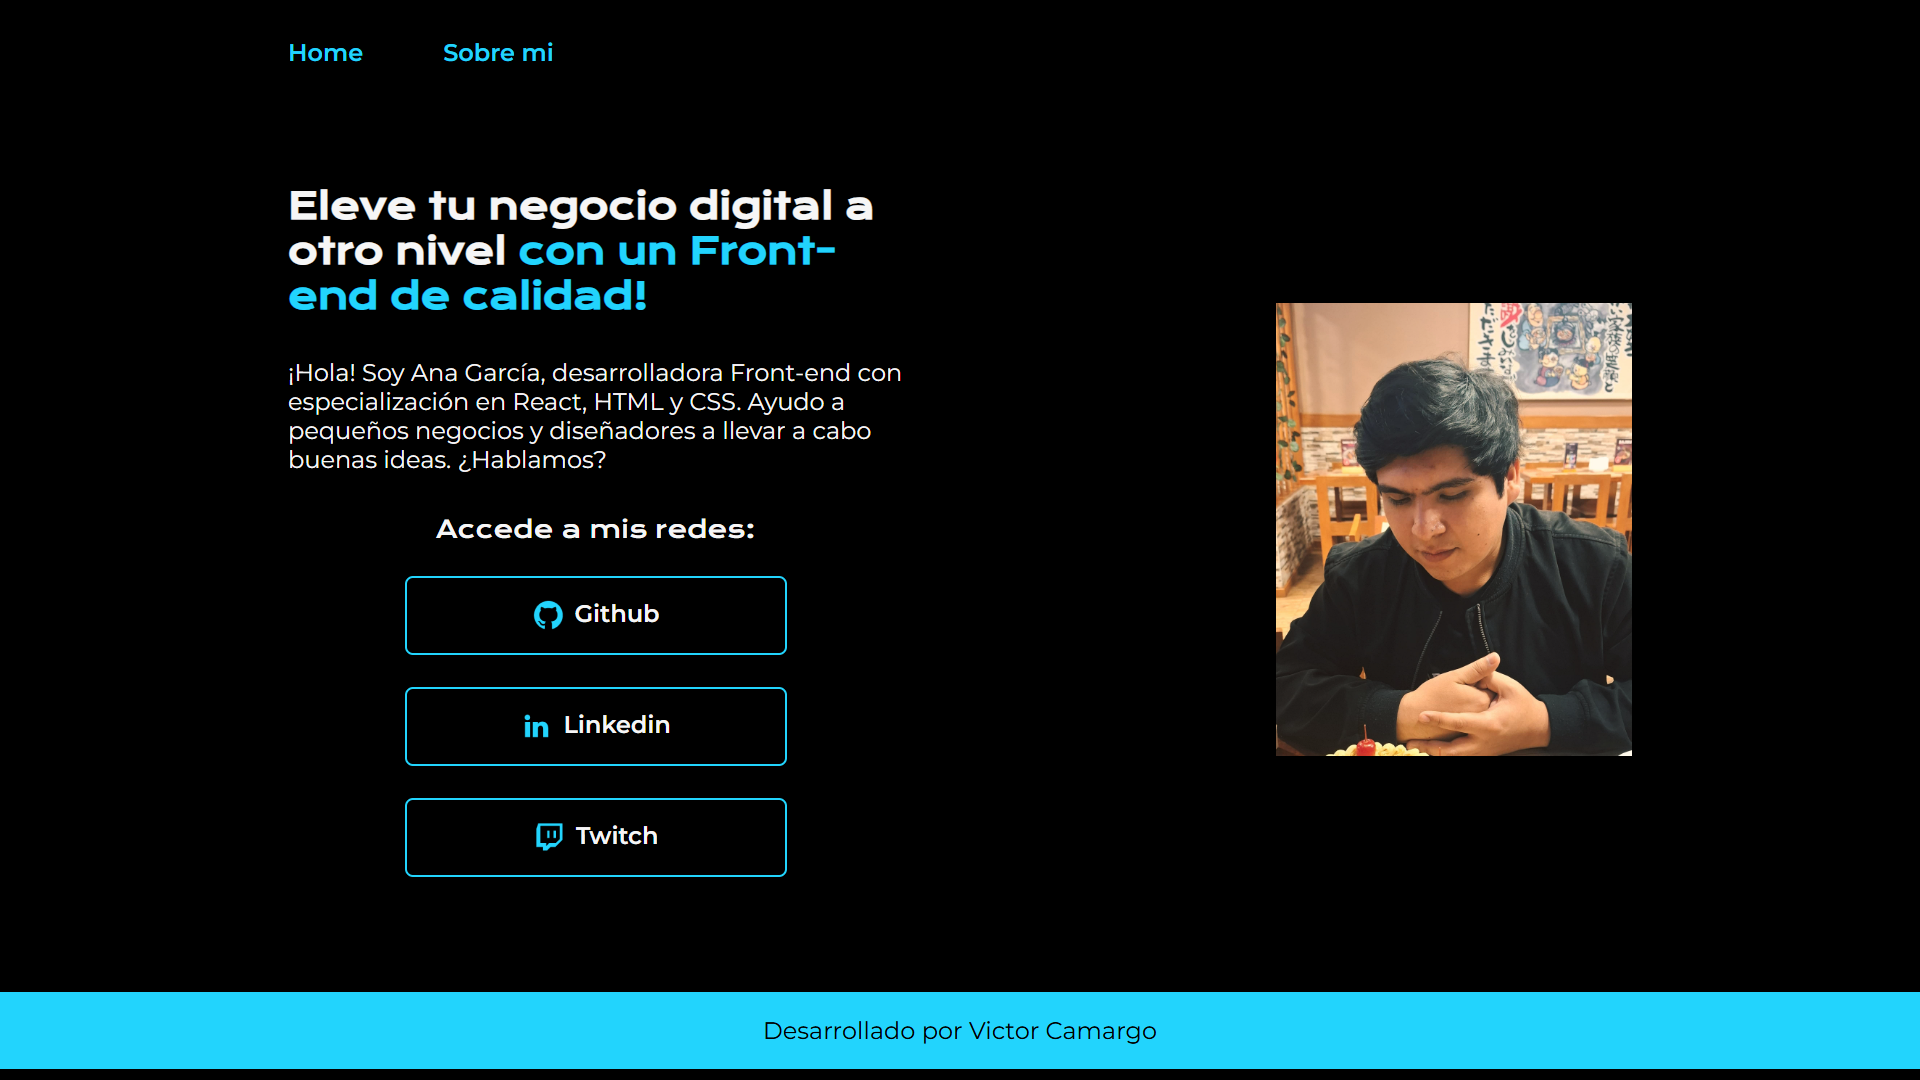 Home Sobre mi
Eleve tu negocio digital a
otro nivel con un Front-
end de calidad!
¡Hola! Soy Ana García, desarrolladora Front-end con
especialización en React, HTML y CSS. Ayudo a
pequeños negocios y diseñadores a llevar a cabo
buenas ideas. ¿Hablamos?
Accede a mis redes:
Github
Linkedin
Twitch
Desarrollado por Victor Camargo